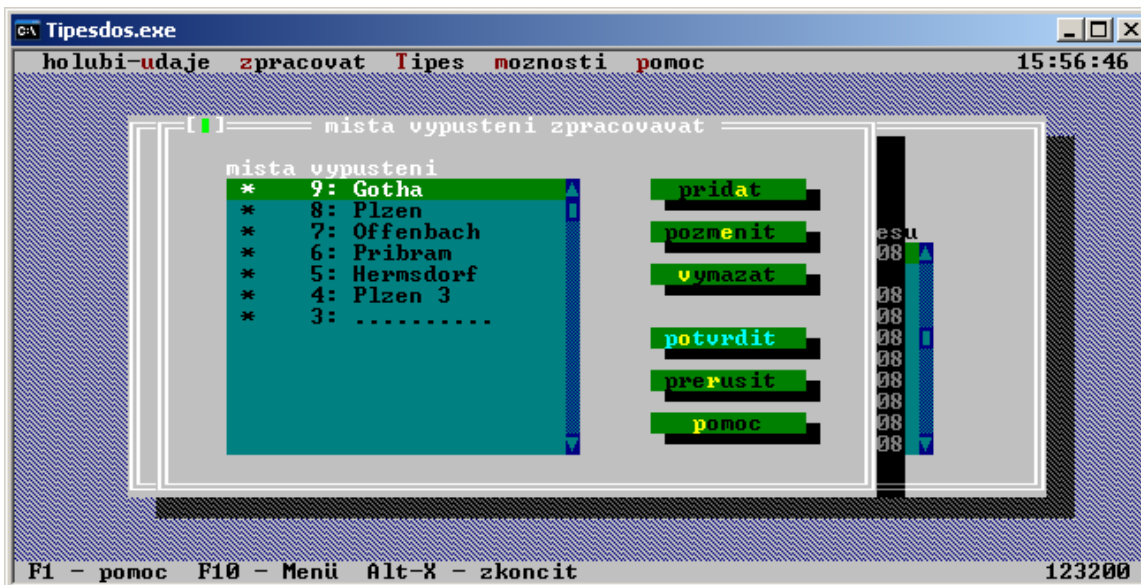 Tipesdos.exe
holubi-udaje zpracovat Tipes moznosti pomoc 15:56:46
mista vypusteni zpracovavat
mista vypusteni
* 9: Gotha
* 8: Plzen
* 7: Offenbach
* 6: Pribram
* 5: Hermsdorf
* 4: Plzen 3
* 3: ..........
pridat
pozmenit
vymazat
potvrdit
prerusit
pomoc
esu
08
08
08
08
08
08
08
08
08
F1 - pomoc F10 - Menü Alt-X - zkoncit 123200